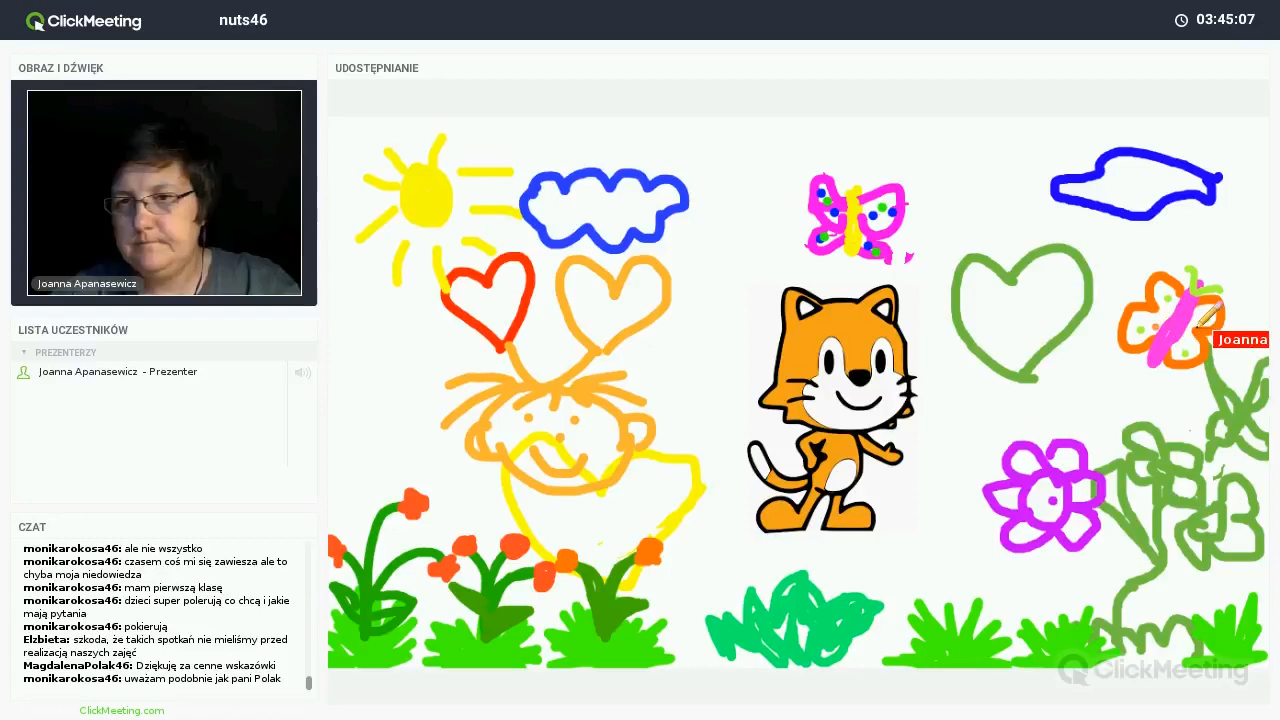 ClickMeeting
nuts46
03:45:07
OBRAZ I DŹWIĘK
UDOSTĘPNIANIE
Joanna Apanasewicz
LISTA UCZESTNIKÓW
PREZENTERZY
Joanna Apanasewicz - Prezenter
Joanna
CZAT
monikarokosa46: ale nie wszystko
monikarokosa46: czasem coś mi się zawiesza ale to
chyba moja niedowiedza
monikarokosa46: mam pierwszą klasę
monikarokosa46: dzieci super polerują co chcą i jakie
mają pytania
monikarokosa46: pokierują
Elzbieta: szkoda, że takich spotkań nie mieliśmy przed
realizacją naszych zajęć
MagdalenaPolak46: Dziękuję za cenne wskazówki
monikarokosa46: uważam podobnie jak pani Polak
ClickMeeting
ClickMeeting.com